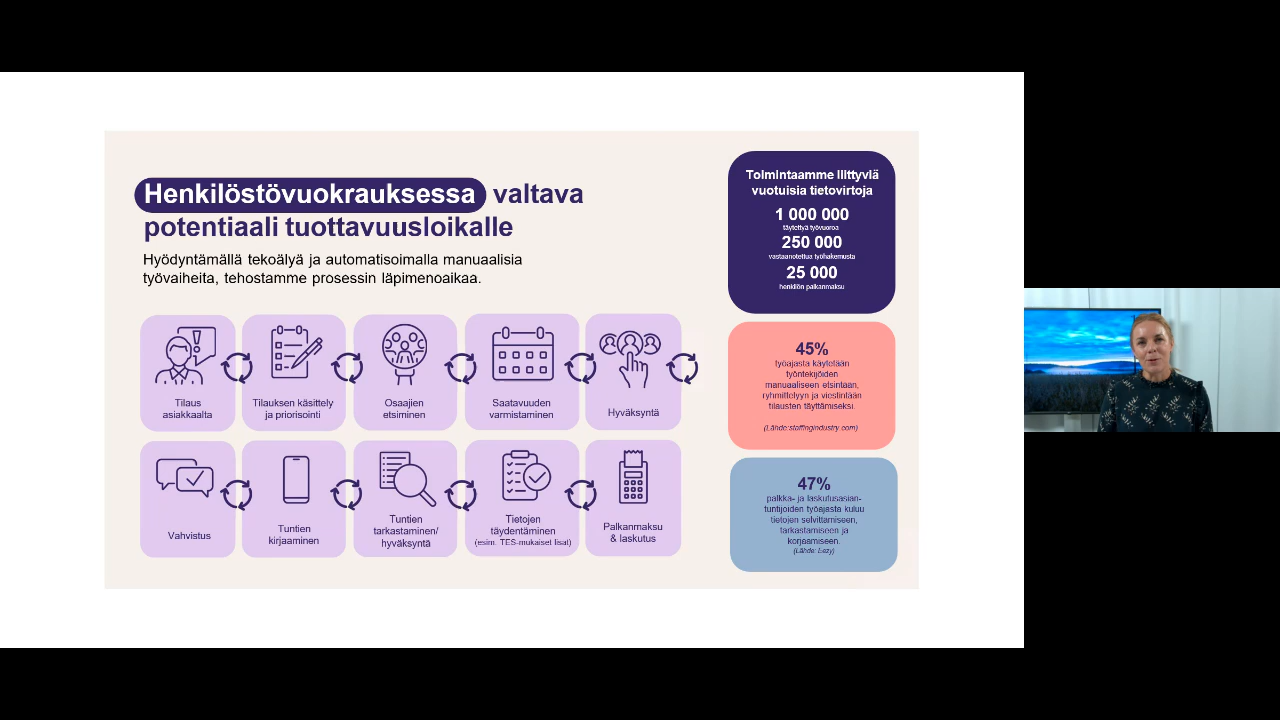 Henkilöstövuokrauksessa valtava
potentiaali tuottavuusloikalle
Hyödyntämällä tekoälyä ja automatisoimalla manuaalisia
työvaiheita, tehostamme prosessin läpimenoaikaa.
Tilaus
asiakkaalta
Tilauksen käsittely
ja priorisointi
Osaajien
etsiminen
Saatavuuden
varmistaminen
Hyväksyntä
Vahvistus
Tuntien
kirjaaminen
Tuntien
tarkastaminen/
hyväksyntä
Tietojen
täydentäminen
(esim. TES-mukaiset lisät)
Palkanmaksu
& laskutus
Toimintaamme liittyviä
vuotuisia tietovirtoja
1 000 000
täytettyä työvuoroa
250 000
vastaanotettua työhakemusta
25 000
henkilön palkanmaksu
45%
työajasta käytetään
työntekijöiden
manuaaliseen etsintään,
ryhmittelyyn ja viestintään
tilausten täyttämiseksi.
(Lähde:staffingindustry.com)
47%
palkka- ja laskutusasian-
tuntijoiden työajasta kuluu
tietojen selvittämiseen,
tarkastamiseen ja
korjaamiseen.
(Lähde: Eezy)